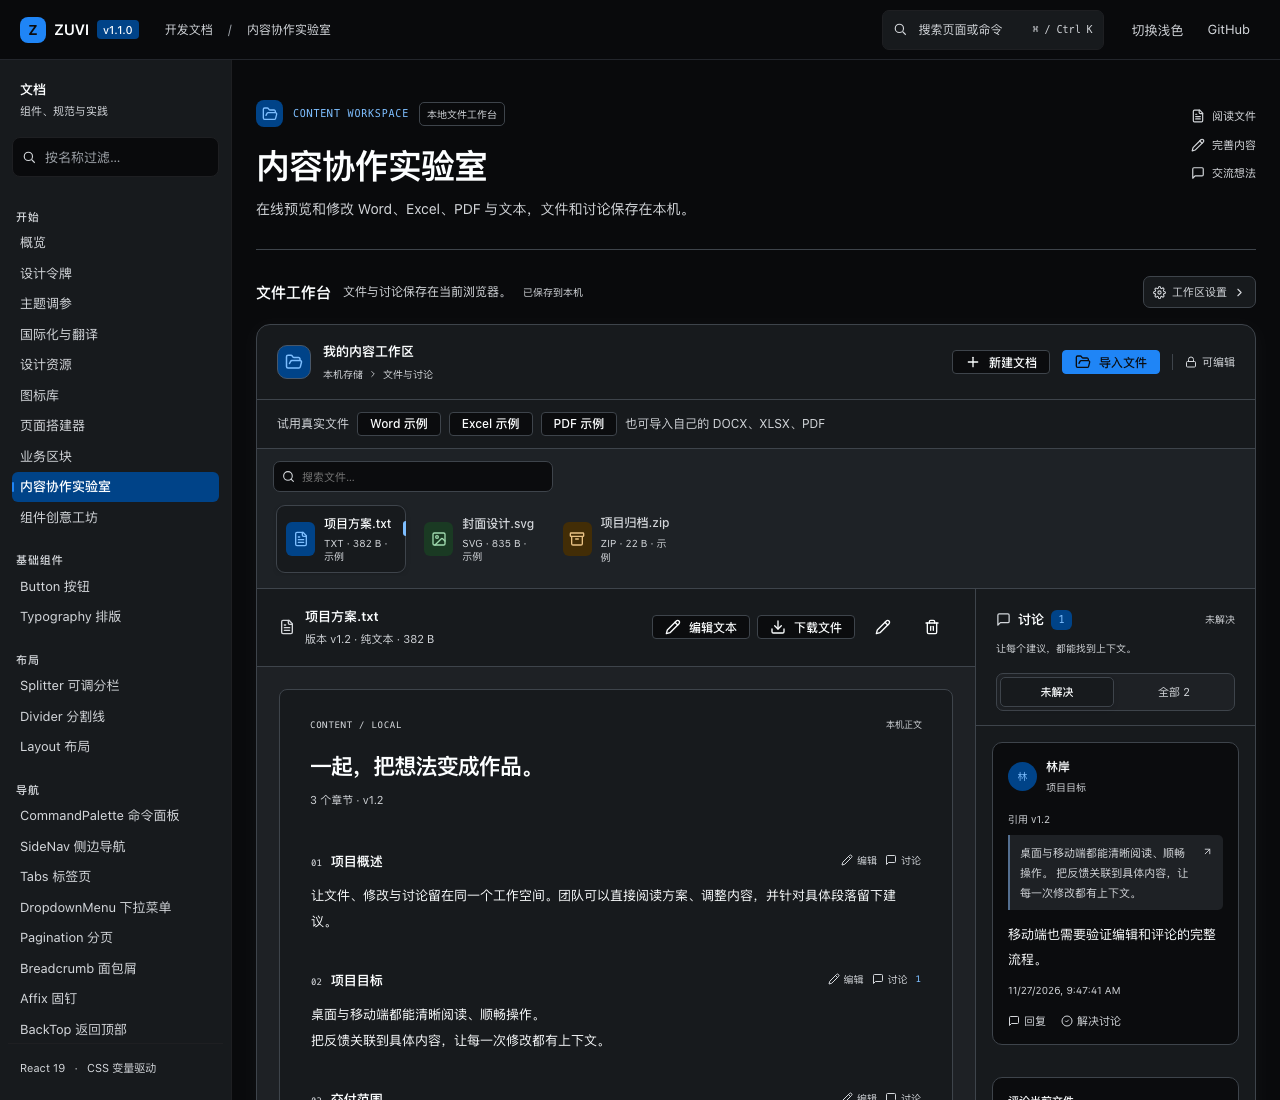 Z ZUVI v1.1.0 开发文档 / 内容协作实验室 搜索页面或命令 ⌘ / Ctrl K 切换浅色 GitHub
文档
组件、规范与实践
按名称过滤...
开始
概览
设计令牌
主题调参
国际化与翻译
设计资源
图标库
页面搭建器
业务区块
内容协作实验室
组件创意工坊
基础组件
Button 按钮
Typography 排版
布局
Splitter 可调分栏
Divider 分割线
Layout 布局
导航
CommandPalette 命令面板
SideNav 侧边导航
Tabs 标签页
DropdownMenu 下拉菜单
Pagination 分页
Breadcrumb 面包屑
Affix 固钉
BackTop 返回顶部
React 19 · CSS 变量驱动
CONTENT WORKSPACE 本地文件工作台
内容协作实验室
在线预览和修改 Word、Excel、PDF 与文本，文件和讨论保存在本机。
阅读文件
完善内容
交流想法
文件工作台 文件与讨论保存在当前浏览器。 已保存到本机 工作区设置
我的内容工作区
本机存储 > 文件与讨论
新建文档 导入文件 可编辑
试用真实文件 Word 示例 Excel 示例 PDF 示例 也可导入自己的 DOCX、XLSX、PDF
搜索文件...
项目方案.txt
TXT · 382 B ·
示例
封面设计.svg
SVG · 835 B ·
示例
项目归档.zip
ZIP · 22 B · 示
例
项目方案.txt
版本 v1.2 · 纯文本 · 382 B
编辑文本 下载文件
CONTENT / LOCAL 本机正文
一起，把想法变成作品。
3 个章节 · v1.2
01 项目概述 编辑 讨论
让文件、修改与讨论留在同一个工作空间。团队可以直接阅读方案、调整内容，并针对具体段落留下建
议。
02 项目目标 编辑 讨论 1
桌面与移动端都能清晰阅读、顺畅操作。
把反馈关联到具体内容，让每一次修改都有上下文。
03 交付范围 编辑 讨论
讨论 1 未解决
让每个建议，都能找到上下文。
未解决 全部 2
林 林岸
项目目标
引用 v1.2
桌面与移动端都能清晰阅读、顺畅
操作。 把反馈关联到具体内容，让
每一次修改都有上下文。
移动端也需要验证编辑和评论的完整
流程。
11/27/2026, 9:47:41 AM
回复 解决讨论
评论当前文件